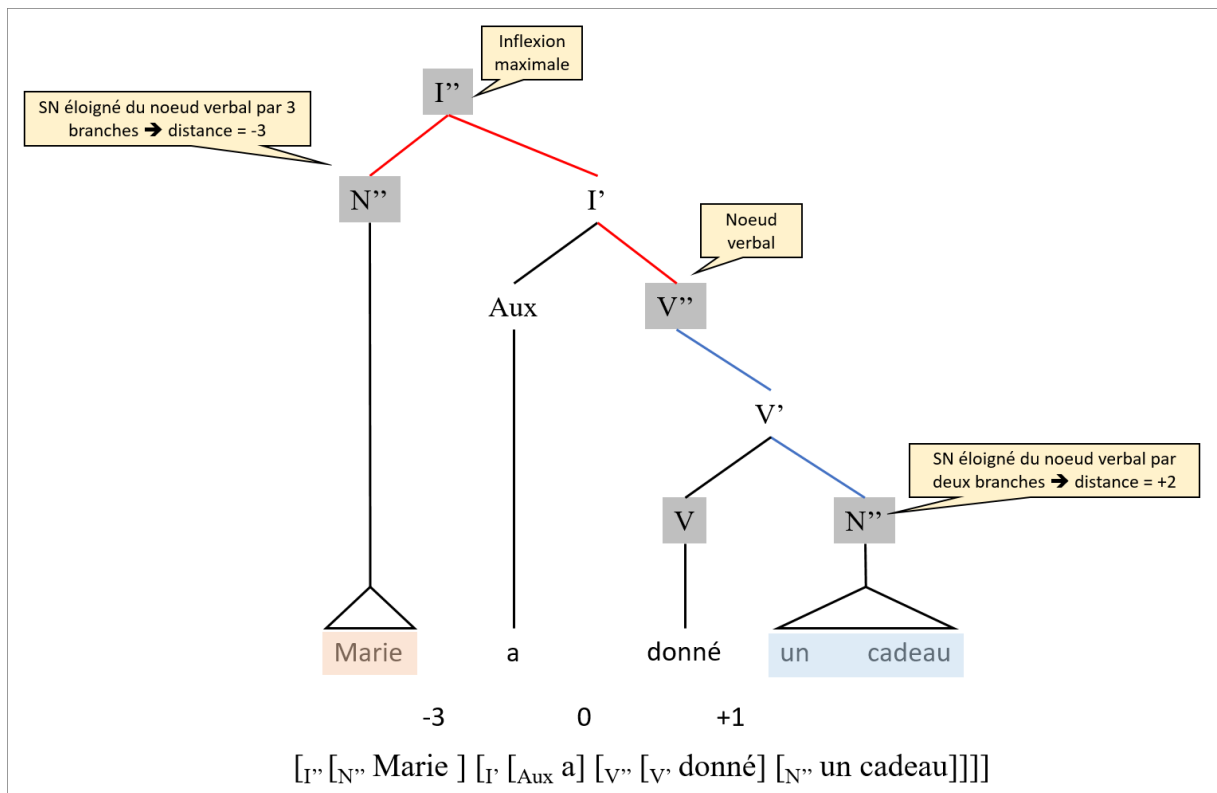 Inflexion
maximale
I’’
SN éloigné du noeud verbal par 3
branches ➔ distance = -3
N’’
I’
Noeud
verbal
Aux
V’’
V’
SN éloigné du noeud verbal par
deux branches ➔ distance = +2
V
N’’
Marie a donné un cadeau
-3 0 +1
[I’’ [N’’ Marie ] [I’ [Aux a] [V’’ [V’ donné] [N’’ un cadeau]]]]